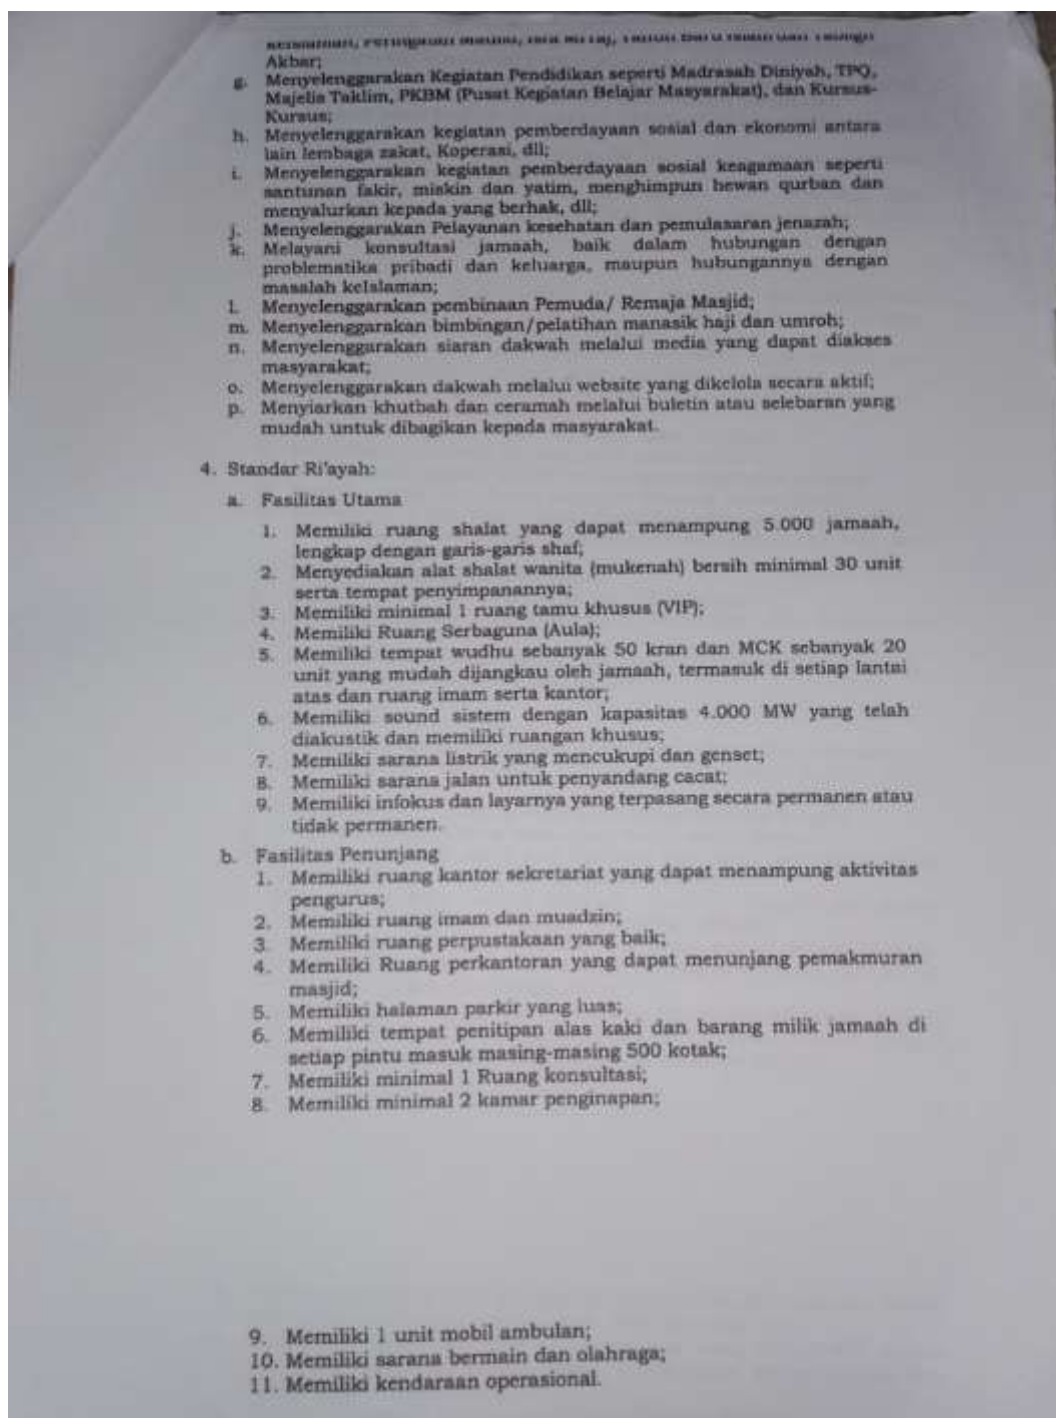 Akbar;
g. Menyelenggarakan Kegiatan Pendidikan seperti Madrasah Diniyah, TPQ,
Majelis Taklim, PKBM (Pusat Kegiatan Belajar Masyarakat), dan Kursus-
Kursus;
h. Menyelenggarakan kegiatan pemberdayaan sosial dan ekonomi antara
lain lembaga zakat, Koperasi, dll;
i. Menyelenggarakan kegiatan pemberdayaan sosial keagamaan seperti
santunan fakir, miskin dan yatim, menghimpun hewan qurban dan
menyalurkan kepada yang berhak, dll;
j. Menyelenggarakan Pelayanan kesehatan dan pemulasaran jenazah;
k. Melayani konsultasi jamaah, baik dalam hubungan dengan
problematika pribadi dan keluarga, maupun hubungannya dengan
masalah keIslaman;
l. Menyelenggarakan pembinaan Pemuda/ Remaja Masjid;
m. Menyelenggarakan bimbingan/pelatihan manasik haji dan umroh;
n. Menyelenggarakan siaran dakwah melalui media yang dapat diakses
masyarakat;
o. Menyelenggarakan dakwah melalui website yang dikelola secara aktif;
p. Menyiarkan khutbah dan ceramah melalui buletin atau selebaran yang
mudah untuk dibagikan kepada masyarakat.
4. Standar Ri'ayah:
a. Fasilitas Utama
1. Memiliki ruang shalat yang dapat menampung 5.000 jamaah,
lengkap dengan garis-garis shaf;
2. Menyediakan alat shalat wanita (mukenah) bersih minimal 30 unit
serta tempat penyimpanannya;
3. Memiliki minimal 1 ruang tamu khusus (VIP);
4. Memiliki Ruang Serbaguna (Aula);
5. Memiliki tempat wudhu sebanyak 50 kran dan MCK sebanyak 20
unit yang mudah dijangkau oleh jamaah, termasuk di setiap lantai
atas dan ruang imam serta kantor;
6. Memiliki sound sistem dengan kapasitas 4.000 MW yang telah
diakustik dan memiliki ruangan khusus;
7. Memiliki sarana listrik yang mencukupi dan genset;
8. Memiliki sarana jalan untuk penyandang cacat;
9. Memiliki infokus dan layarnya yang terpasang secara permanen atau
tidak permanen.
b. Fasilitas Penunjang
1. Memiliki ruang kantor sekretariat yang dapat menampung aktivitas
pengurus;
2. Memiliki ruang imam dan muadzin;
3. Memiliki ruang perpustakaan yang baik;
4. Memiliki Ruang perkantoran yang dapat menunjang pemakmuran
masjid;
5. Memiliki halaman parkir yang luas;
6. Memiliki tempat penitipan alas kaki dan barang milik jamaah di
setiap pintu masuk masing-masing 500 kotak;
7. Memiliki minimal 1 Ruang konsultasi;
8. Memiliki minimal 2 kamar penginapan;
9. Memiliki 1 unit mobil ambulan;
10. Memiliki sarana bermain dan olahraga;
11. Memiliki kendaraan operasional.